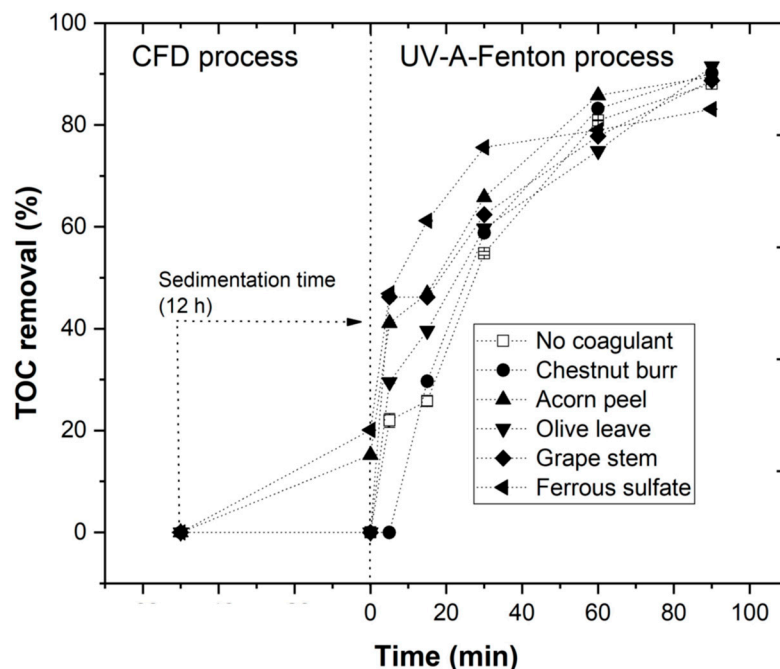 CFD process
UV-A-Fenton process
Sedimentation time
(12 h)
No coagulant
Chestnut burr
Acorn peel
Olive leave
Grape stem
Ferrous sulfate
TOC removal (%)
100
80
60
40
20
0
0 20 40 60 80 100
Time (min)